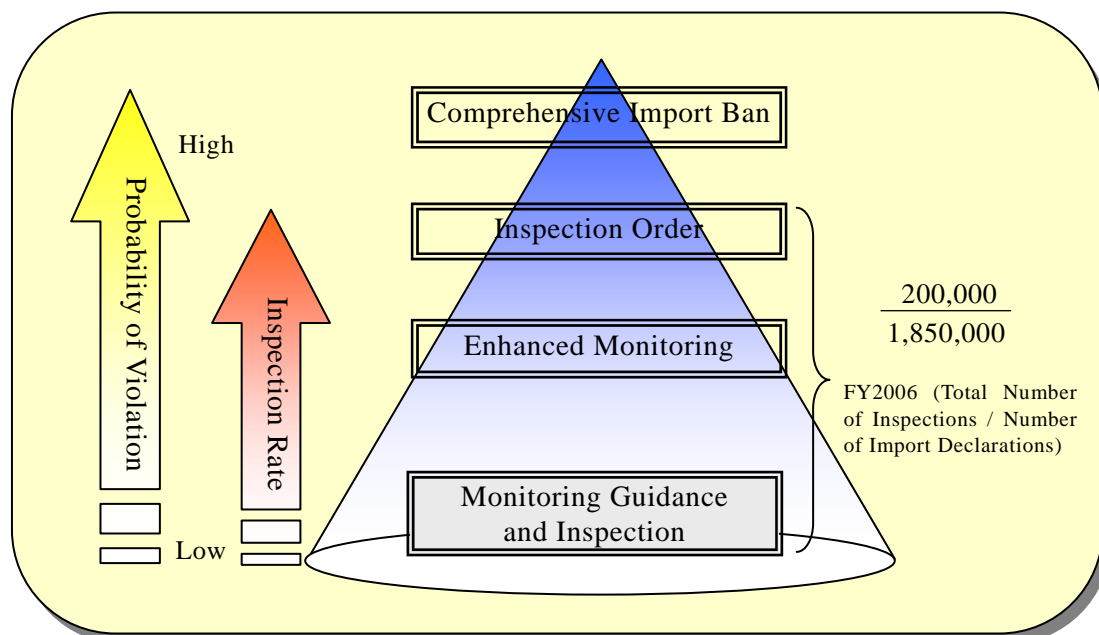 Comprehensive Import Ban
High
Probability of Violation
Inspection Order
Inspection Rate
200,000
1,850,000
Enhanced Monitoring
FY2006 (Total Number
of Inspections / Number
of Import Declarations)
Monitoring Guidance
and Inspection
Low